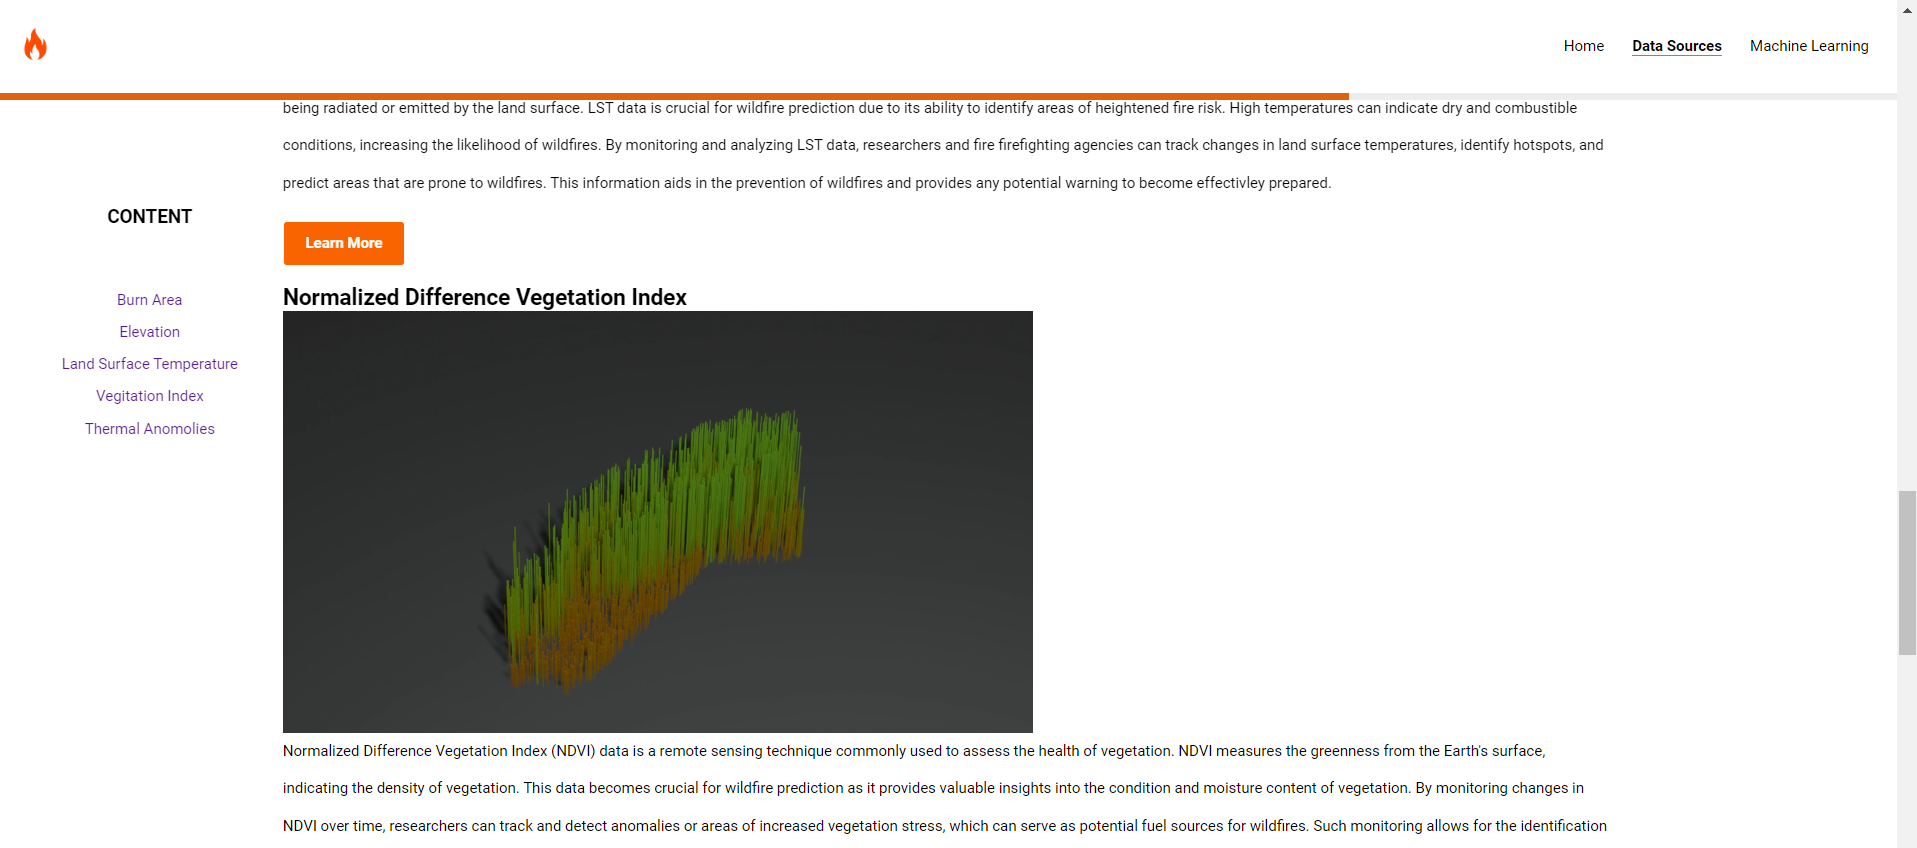 Home Data Sources Machine Learning
being radiated or emitted by the land surface. LST data is crucial for wildfire prediction due to its ability to identify areas of heightened fire risk. High temperatures can indicate dry and combustible
conditions, increasing the likelihood of wildfires. By monitoring and analyzing LST data, researchers and fire firefighting agencies can track changes in land surface temperatures, identify hotspots, and
predict areas that are prone to wildfires. This information aids in the prevention of wildfires and provides any potential warning to become effectivley prepared.
CONTENT
Burn Area
Elevation
Land Surface Temperature
Vegitation Index
Thermal Anomolies
Learn More
Normalized Difference Vegetation Index
Normalized Difference Vegetation Index (NDVI) data is a remote sensing technique commonly used to assess the health of vegetation. NDVI measures the greenness from the Earth's surface,
indicating the density of vegetation. This data becomes crucial for wildfire prediction as it provides valuable insights into the condition and moisture content of vegetation. By monitoring changes in
NDVI over time, researchers can track and detect anomalies or areas of increased vegetation stress, which can serve as potential fuel sources for wildfires. Such monitoring allows for the identification